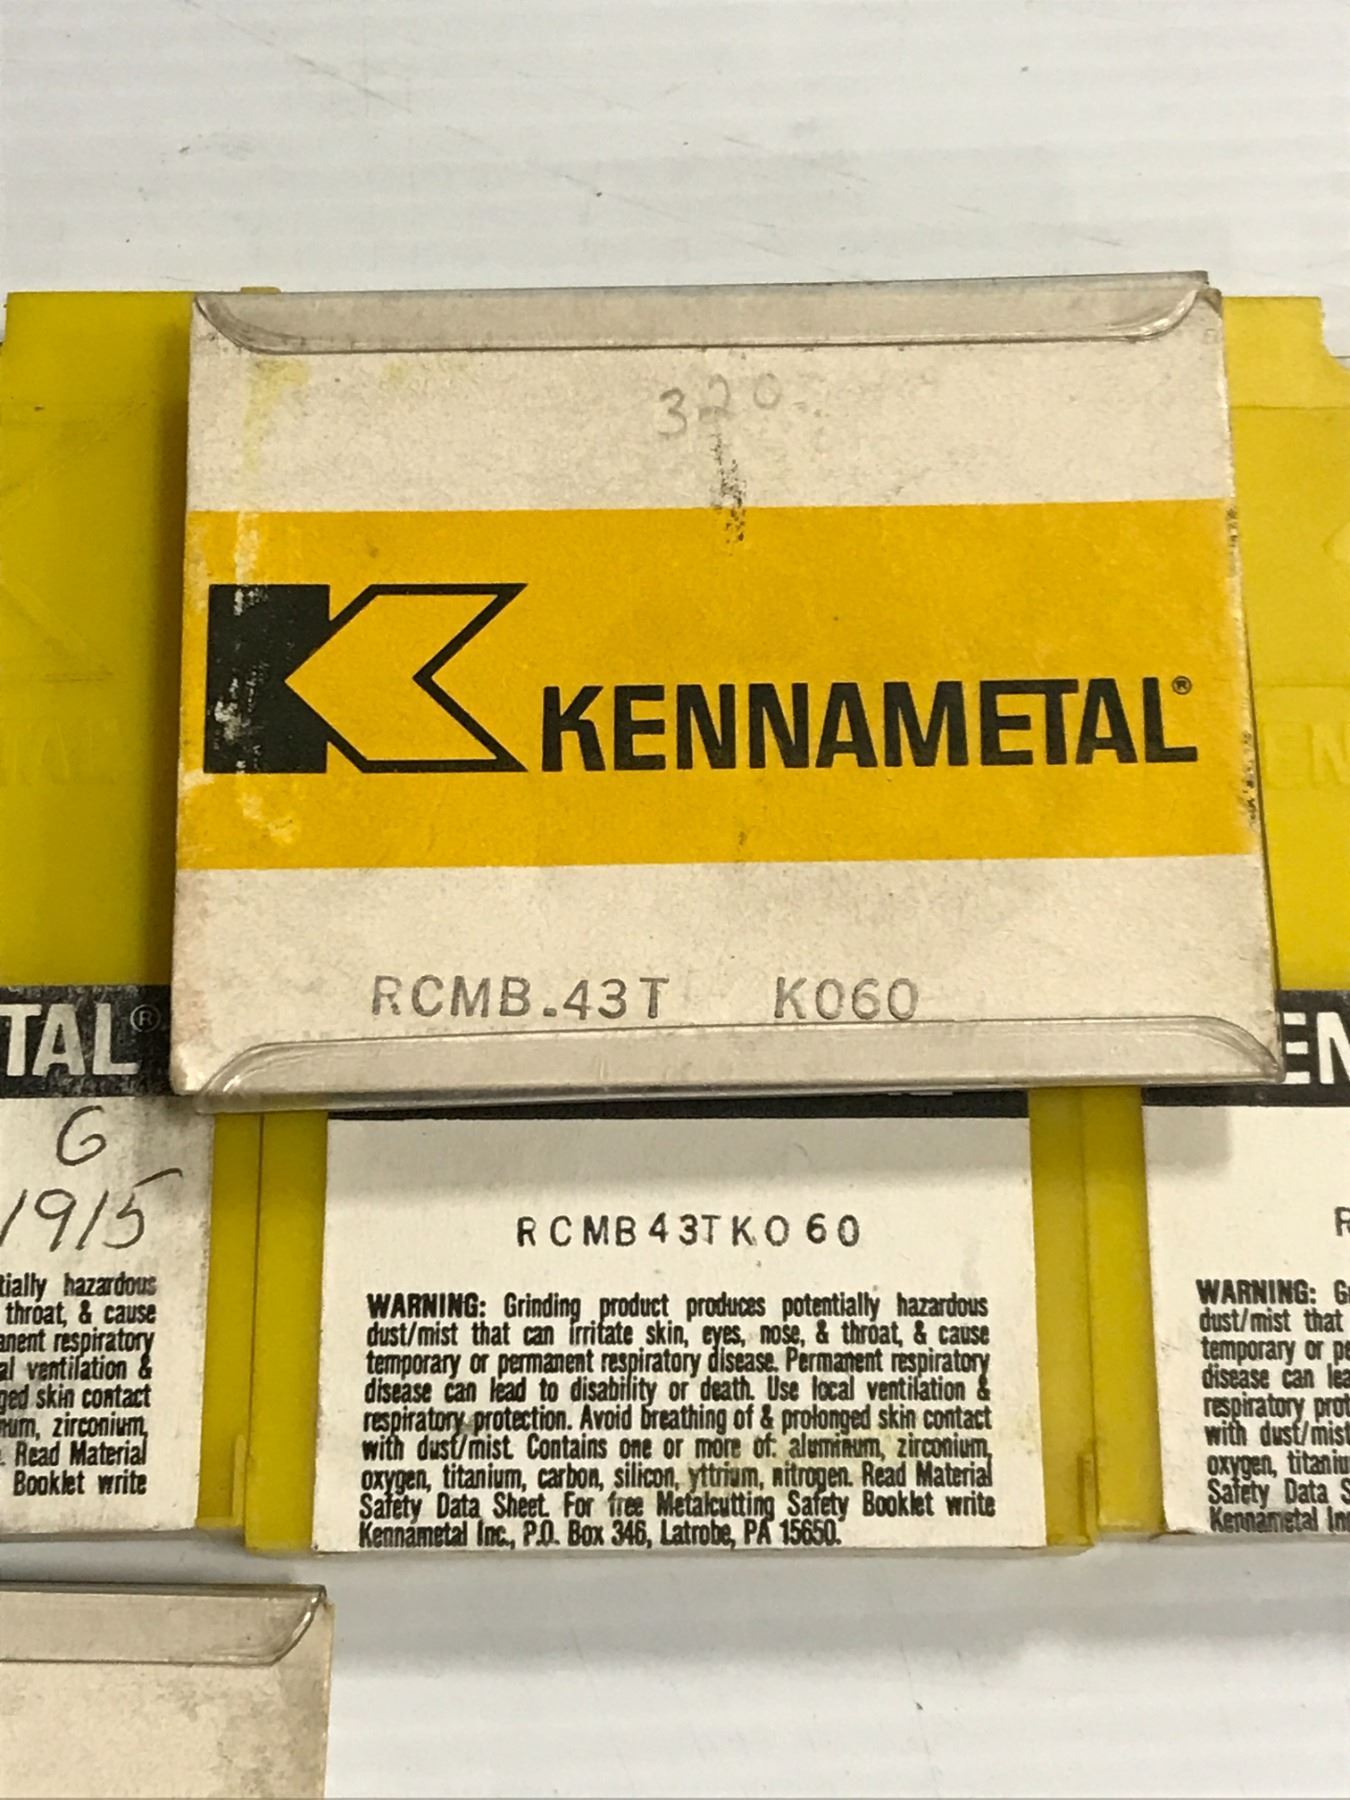 320
KENNAMETAL®
RCMB.43T K060
TAL®
G
1915
tially hazardous
throat, & cause
anent respiratory
al ventilation &
ged skin contact
num, zirconium,
. Read Material
Booklet write
RCMB43TK060
WARNING: Grinding product produces potentially hazardous
dust/mist that can irritate skin, eyes, nose, & throat, & cause
temporary or permanent respiratory disease. Permanent respiratory
disease can lead to disability or death. Use local ventilation &
respiratory protection. Avoid breathing of & prolonged skin contact
with dust/mist. Contains one or more of: aluminum, zirconium,
oxygen, titanium, carbon, silicon, yttrium, nitrogen. Read Material
Safety Data Sheet. For free Metalcutting Safety Booklet write
Kennametal Inc., P.O. Box 346, Latrobe, PA 15650.
EN
R
WARNING: G
dust/mist that
temporary or pe
disease can lea
respiratory prot
with dust/mist
oxygen, titaniu
Safety Data S
Kennametal Inc